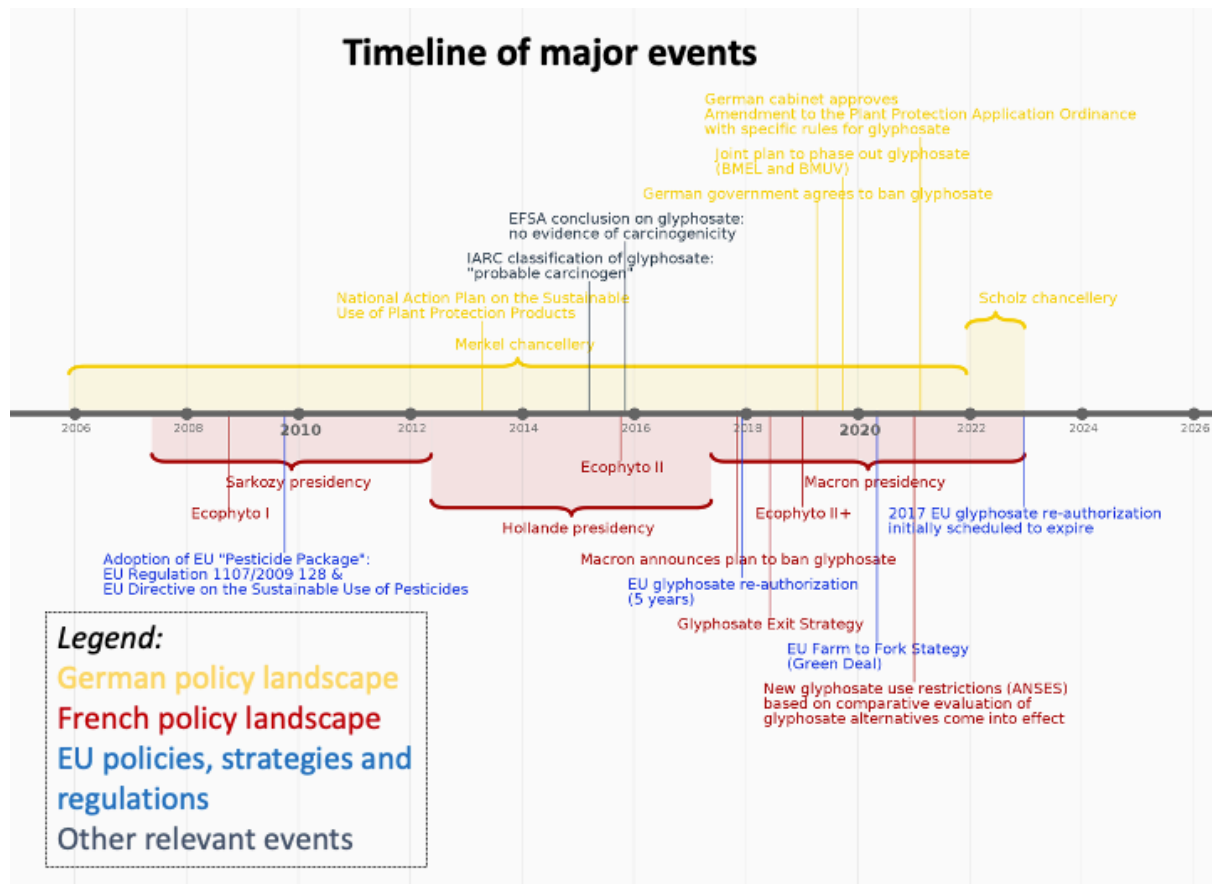 Timeline of major events
German cabinet approves
Amendment to the Plant Protection Application Ordinance
with specific rules for glyphosate
Joint plan to phase out glyphosate
(BMEL and BMUV)
German government agrees to ban glyphosate
EFSA conclusion on glyphosate:
no evidence of carcinogenicity
IARC classification of glyphosate:
"probable carcinogen"
National Action Plan on the Sustainable
Use of Plant Protection Products
Scholz chancellery
Merkel chancellery
2006 2008 2010 2012 2014 2016 2018 2020 2022 2024 2026
Ecophyto II
Sarkozy presidency
Macron presidency
Ecophyto I
Ecophyto II+
2017 EU glyphosate re-authorization
initially scheduled to expire
Hollande presidency
Adoption of EU "Pesticide Package":
EU Regulation 1107/2009 128 &
EU Directive on the Sustainable Use of Pesticides
Macron announces plan to ban glyphosate
EU glyphosate re-authorization
(5 years)
Glyphosate Exit Strategy
EU Farm to Fork Stategy
(Green Deal)
New glyphosate use restrictions (ANSES)
based on comparative evaluation of
glyphosate alternatives come into effect
Legend:
German policy landscape
French policy landscape
EU policies, strategies and
regulations
Other relevant events